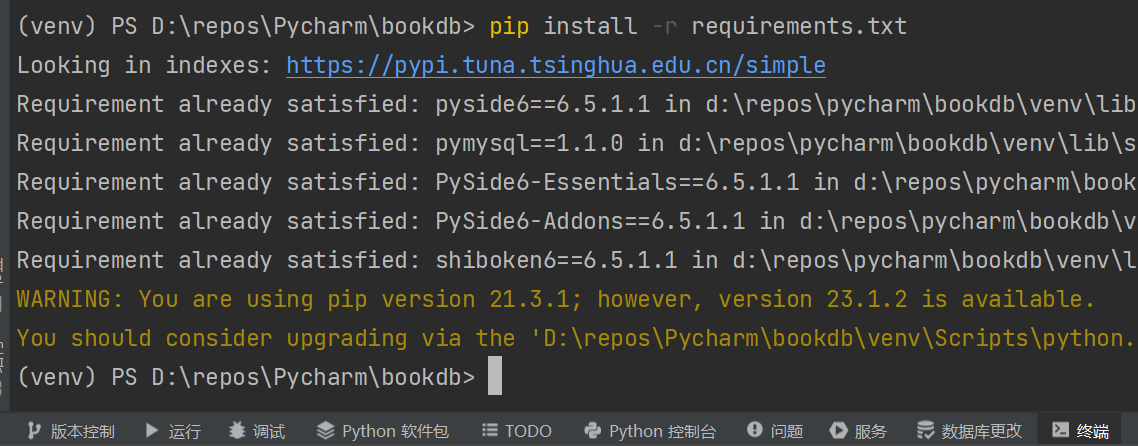 (venv) PS D:\repos\Pycharm\bookdb> pip install -r requirements.txt
Looking in indexes: https://pypi.tuna.tsinghua.edu.cn/simple
Requirement already satisfied: pyside6==6.5.1.1 in d:\repos\pycharm\bookdb\venv\lib
Requirement already satisfied: pymysql==1.1.0 in d:\repos\pycharm\bookdb\venv\lib\s
Requirement already satisfied: PySide6-Essentials==6.5.1.1 in d:\repos\pycharm\book
Requirement already satisfied: PySide6-Addons==6.5.1.1 in d:\repos\pycharm\bookdb\v
Requirement already satisfied: shiboken6==6.5.1.1 in d:\repos\pycharm\bookdb\venv\l
WARNING: You are using pip version 21.3.1; however, version 23.1.2 is available.
You should consider upgrading via the 'D:\repos\Pycharm\bookdb\venv\Scripts\python.
(venv) PS D:\repos\Pycharm\bookdb>
版本控制 运行 调试 Python 软件包 TODO Python 控制台 问题 服务 数据库更改 终端